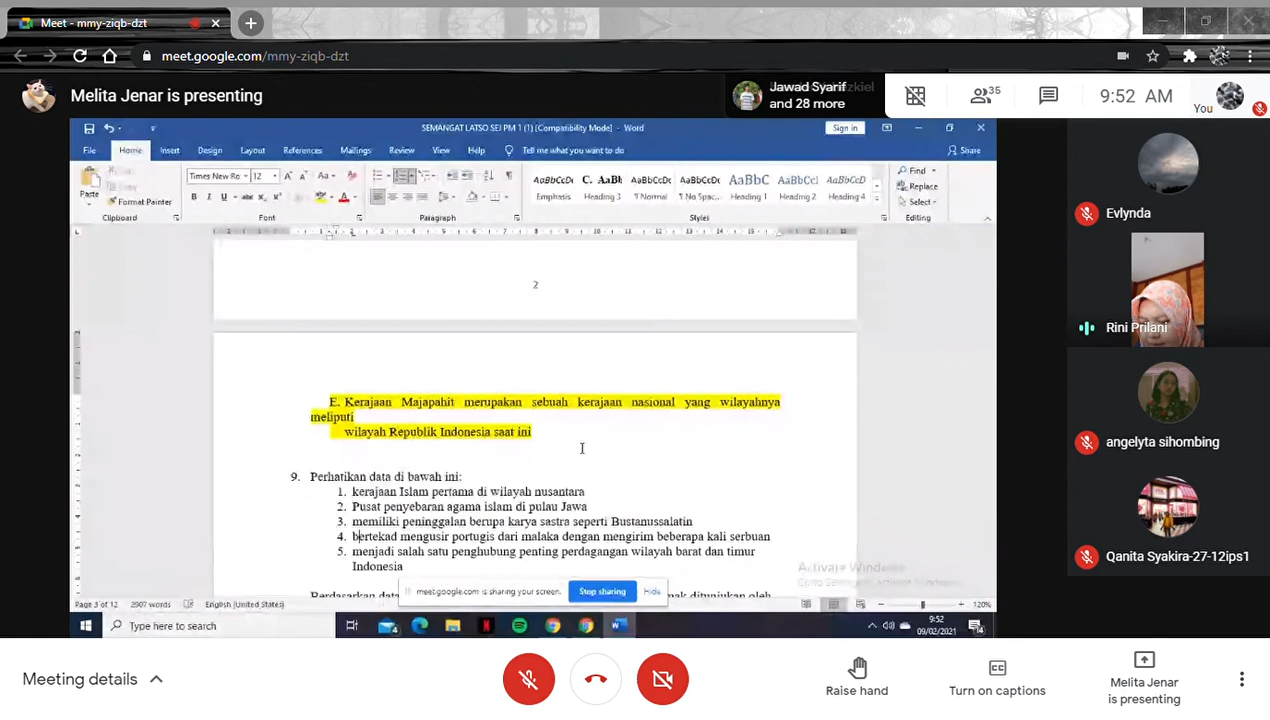 Meet - mmy-ziqb-dzt
meet.google.com/mmy-ziqb-dzt
Melita Jenar is presenting
Jawad Syarif
and 28 more
35
9:52 AM
You
SEMANGAT LATSO SEJ PM 1 (1) [Compatibility Mode] - Word
Sign in
File Home Insert Design Layout References Mailings Review View Help Tell me what you want to do Share
Times New Ro 12 Aa
Paste
Format Painter
AaBbCcDc AaBbCcDc AaBbCcDc AaBbC AaBbCcD AaBbCcD
Emphasis Heading 3 ¶ Normal ¶ No Spac... Heading 1 Heading 2 Heading 4
Find
Replace
Select
Clipboard Font Paragraph Styles Editing
2
E. Kerajaan Majapahit merupakan sebuah kerajaan nasional yang wilayahnya
meliputi
wilayah Republik Indonesia saat ini
9. Perhatikan data di bawah ini:
1. kerajaan Islam pertama di wilayah nusantara
2. Pusat penyebaran agama islam di pulau Jawa
3. memiliki peninggalan berupa karya sastra seperti Bustanussalatin
4. bertekad mengusir portugis dari malaka dengan mengirim beberapa kali serbuan
5. menjadi salah satu penghubung penting perdagangan wilayah barat dan timur
Indonesia
Activate Windows
meet.google.com is sharing your screen. Stop sharing Hide
Page 3 of 12 2907 words English (United States) 120%
Type here to search
9:52
09/02/2021
Evlynda
Rini Prilani
angelyta sihombing
Qanita Syakira-27-12ips1
Meeting details
Raise hand
Turn on captions
Melita Jenar
is presenting